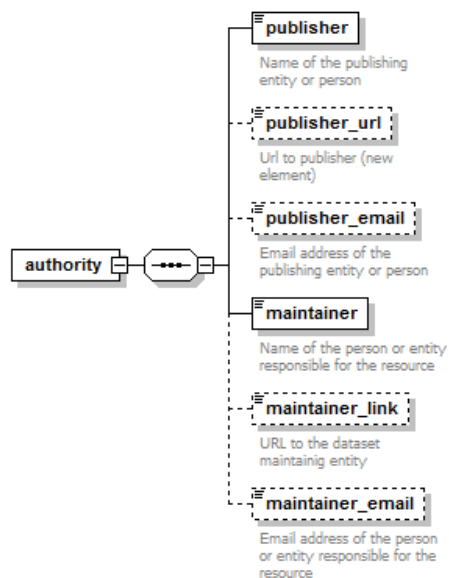 publisher
Name of the publishing
entity or person
publisher_url
Url to publisher (new
element)
publisher_email
Email address of the
publishing entity or person
authority
maintainer
Name of the person or entity
responsible for the resource
maintainer_link
URL to the dataset
maintainig entity
maintainer_email
Email address of the person
or entity responsible for the
resource